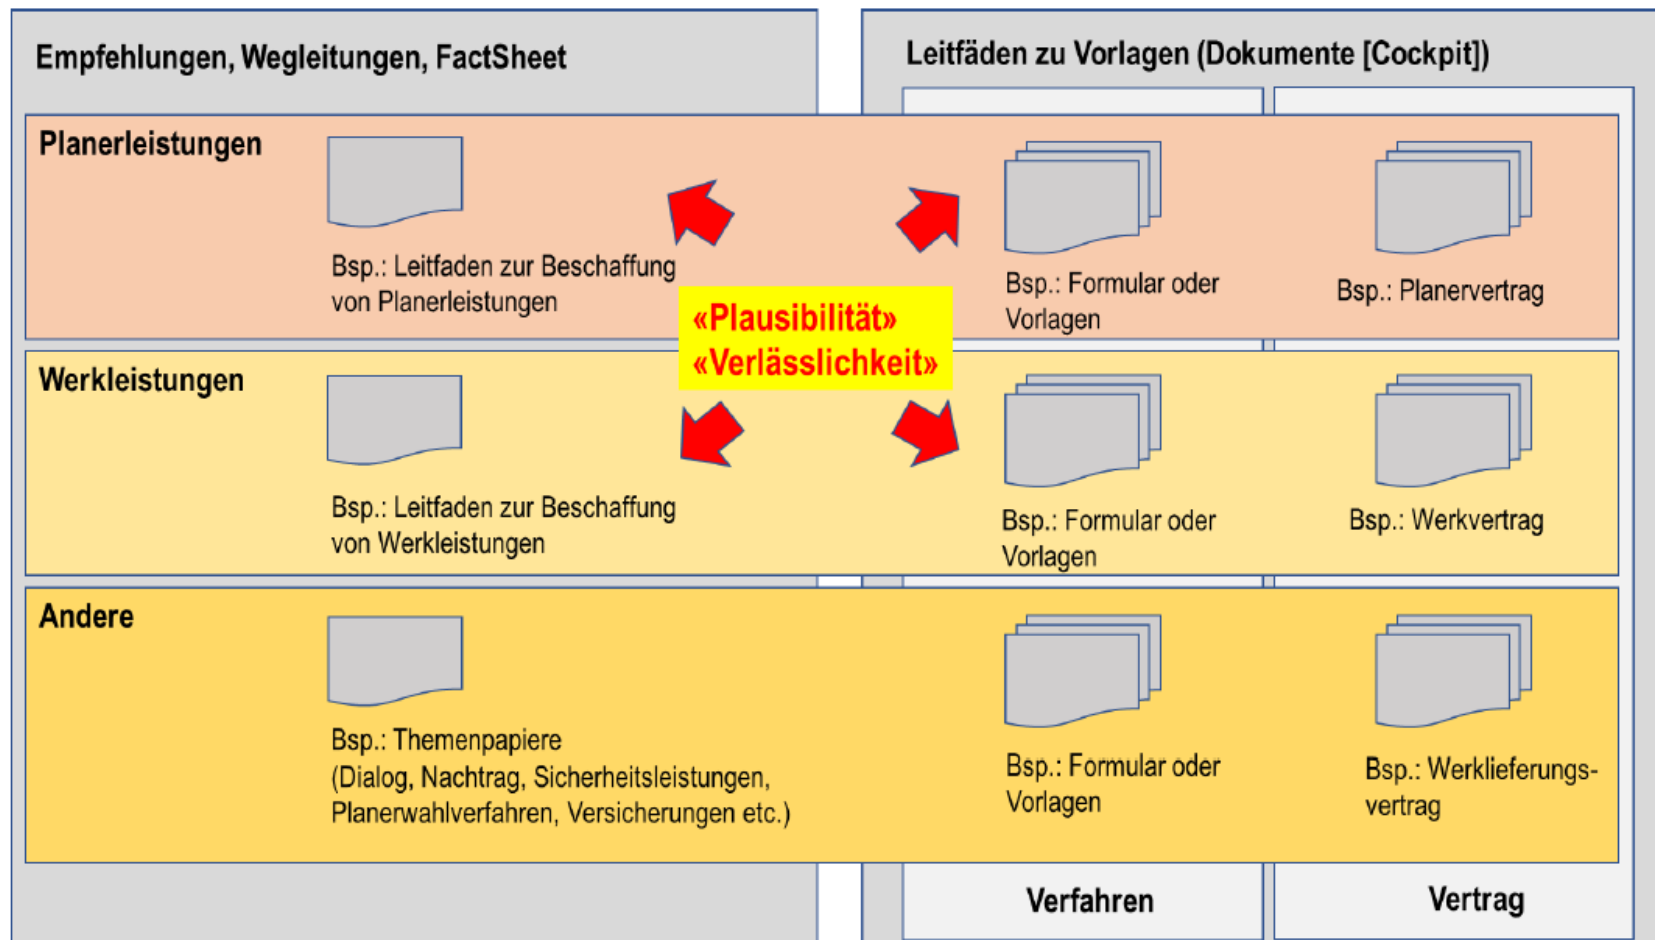 Empfehlungen, Wegleitungen, FactSheet
Leitfäden zu Vorlagen (Dokumente [Cockpit])
Planerleistungen
Bsp.: Leitfaden zur Beschaffung
von Planerleistungen
Bsp.: Formular oder
Vorlagen
Bsp.: Planervertrag
«Plausibilität»
«Verlässlichkeit»
Werkleistungen
Bsp.: Leitfaden zur Beschaffung
von Werkleistungen
Bsp.: Formular oder
Vorlagen
Bsp.: Werkvertrag
Andere
Bsp.: Themenpapiere
(Dialog, Nachtrag, Sicherheitsleistungen,
Planerwahlverfahren, Versicherungen etc.)
Bsp.: Formular oder
Vorlagen
Bsp.: Werklieferungs-
vertrag
Verfahren
Vertrag